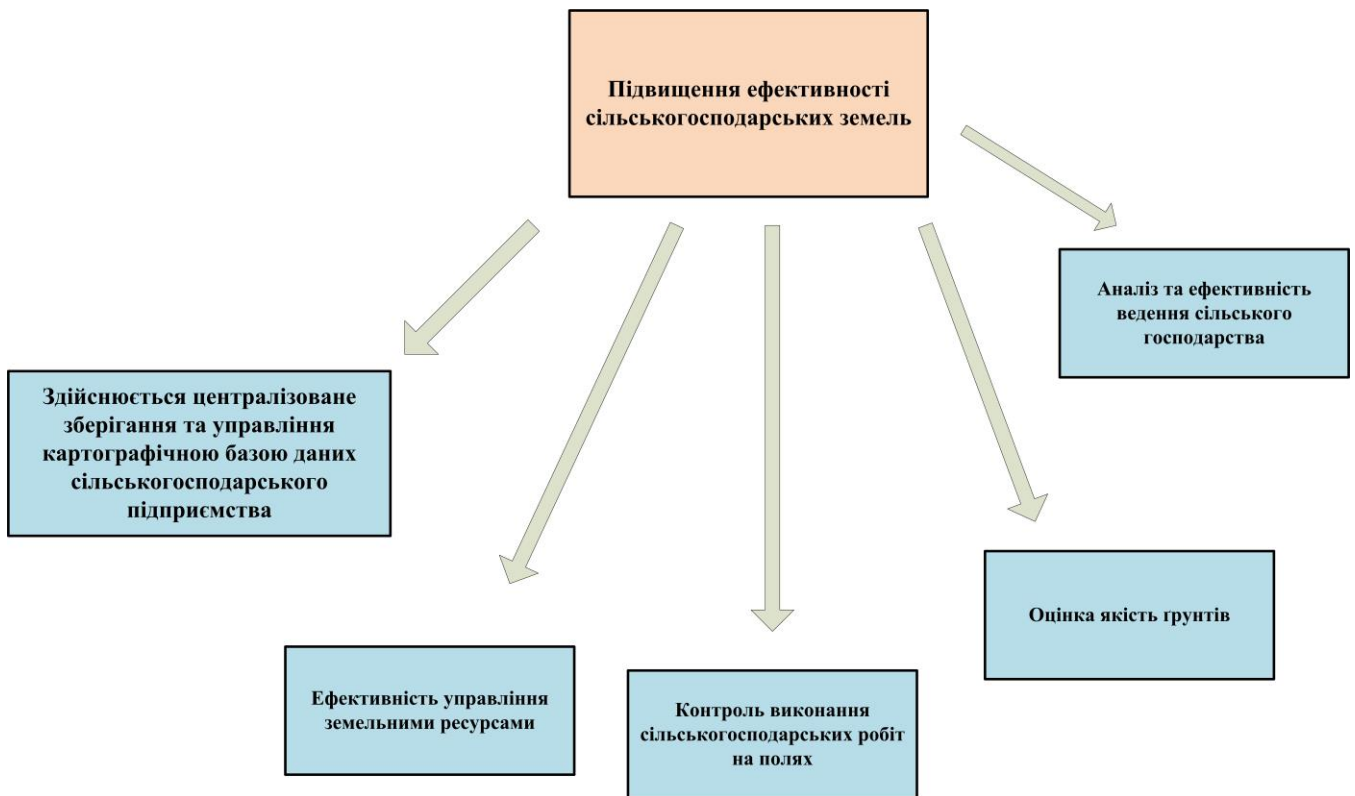 Підвищення ефективності
сільськогосподарських земель
Аналіз та ефективність
ведення сільського
господарства
Здійснюється централізоване
зберігання та управління
картографічною базою даних
сільськогосподарського
підприємства
Оцінка якість ґрунтів
Ефективність управління
земельними ресурсами
Контроль виконання
сільськогосподарських робіт
на полях